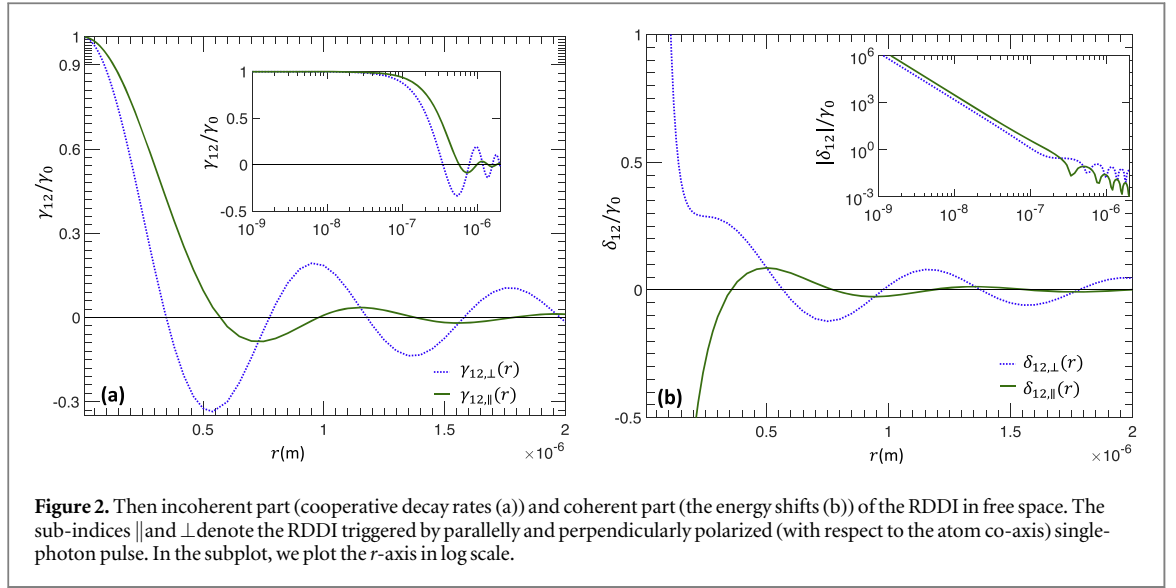 1
0.9
0.6
0.3
0
-0.3
γ12/γ0
(a)
0.5
1
1.5
2
r(m)
×10-6
γ12,⊥(r)
γ12,∥(r)
1
0.5
0
-0.5
γ12/γ0
10-9
10-8
10-7
10-6
1
0.5
0
-0.5
δ12/γ0
(b)
0.5
1
1.5
2
r(m)
×10-6
δ12,⊥(r)
δ12,∥(r)
106
103
100
10-3
|δ12|/γ0
10-9
10-8
10-7
10-6
Figure 2. Then incoherent part (cooperative decay rates (a)) and coherent part (the energy shifts (b)) of the RDDI in free space. The
sub-indices ∥and ⊥denote the RDDI triggered by parallelly and perpendicularly polarized (with respect to the atom co-axis) single-
photon pulse. In the subplot, we plot the r-axis in log scale.